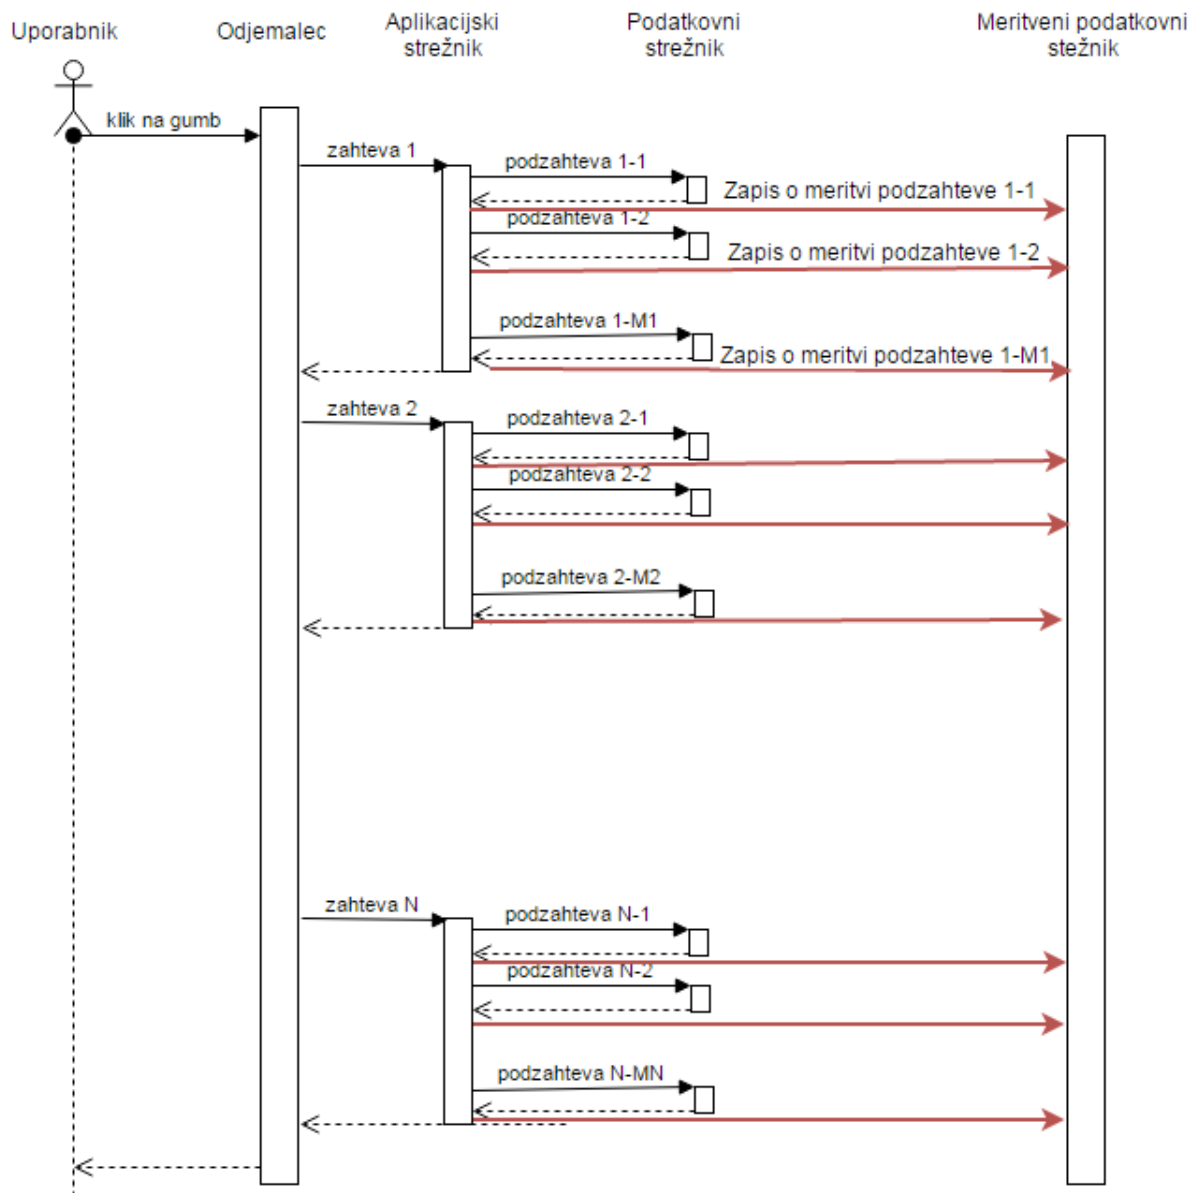 Uporabnik
Odjemalec
Aplikacijski
strežnik
Podatkovni
strežnik
Meritveni podatkovni
stežnik
klik na gumb
zahteva 1
podzahteva 1-1
Zapis o meritvi podzahteve 1-1
podzahteva 1-2
Zapis o meritvi podzahteve 1-2
podzahteva 1-M1
Zapis o meritvi podzahteve 1-M1
zahteva 2
podzahteva 2-1
podzahteva 2-2
podzahteva 2-M2
zahteva N
podzahteva N-1
podzahteva N-2
podzahteva N-MN